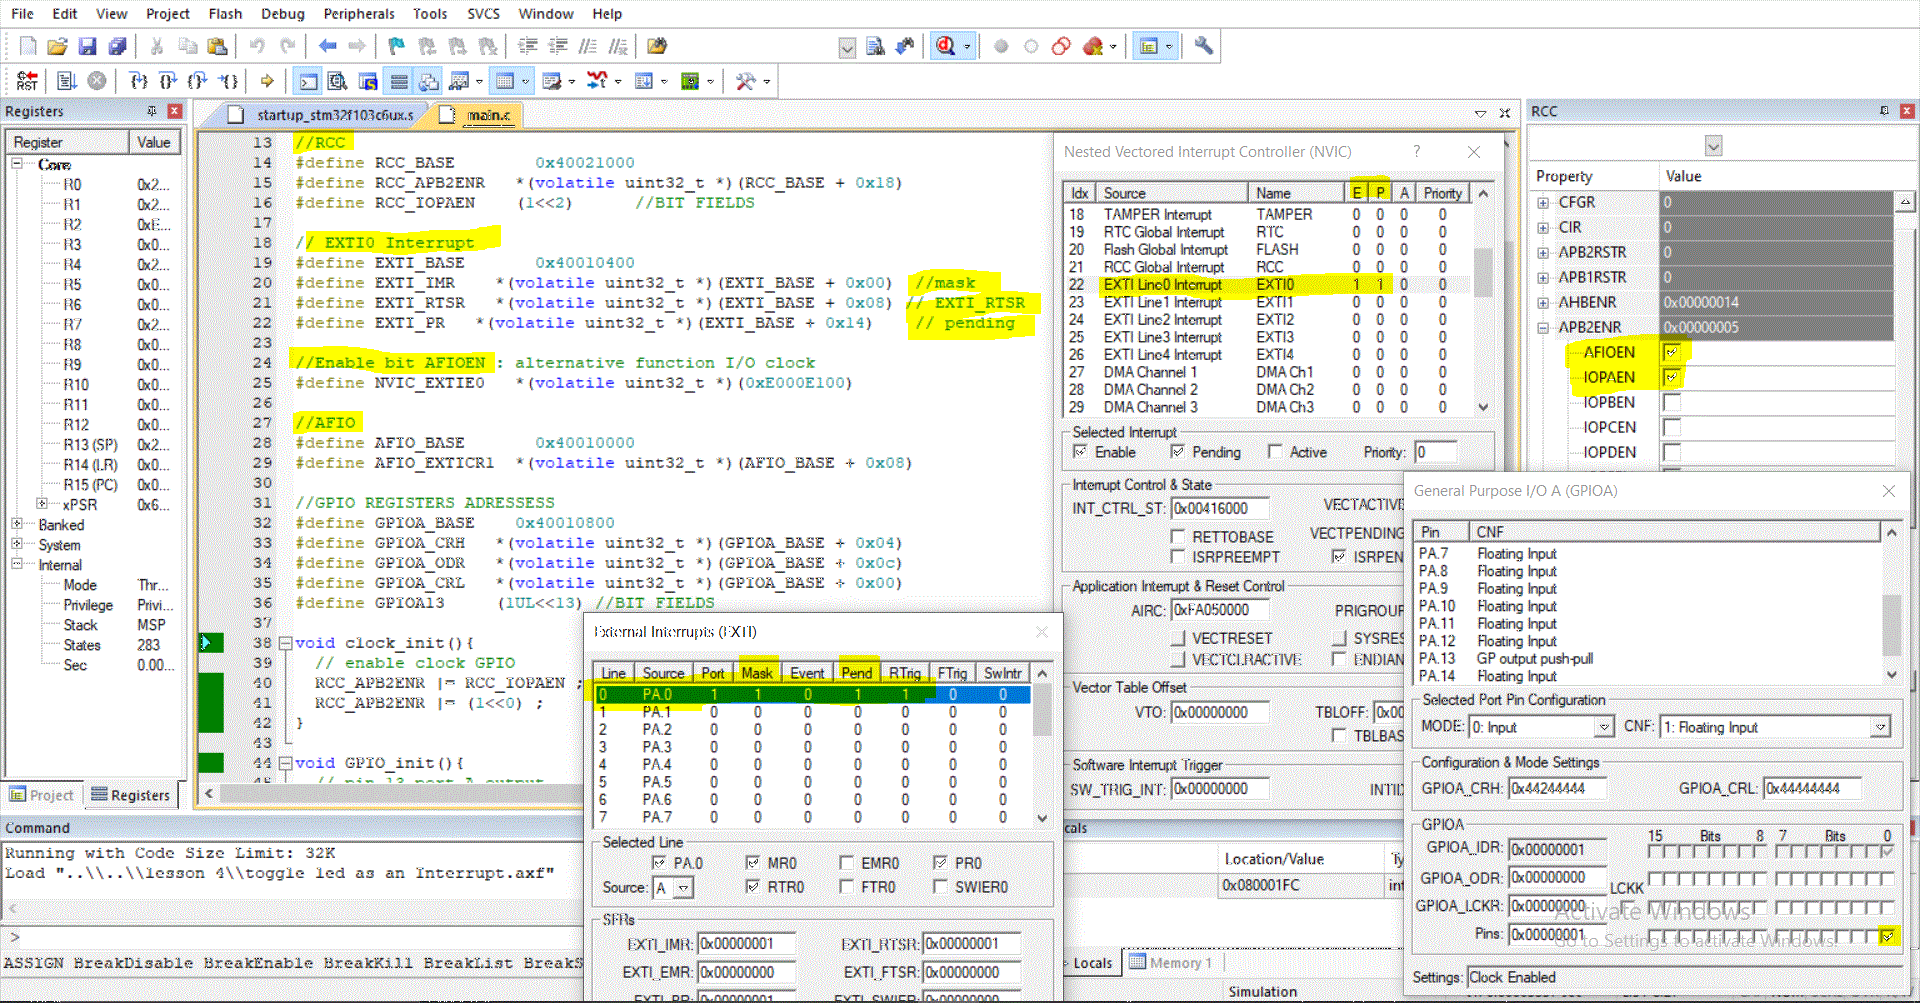 File Edit View Project Flash Debug Peripherals Tools SVCS Window Help
RST
Registers
Register Value
Core
R0 0x2...
R1 0x2...
R2 0xE...
R3 0x0...
R4 0x2...
R5 0x0...
R6 0x0...
R7 0x2...
R8 0x0...
R9 0x0...
R10 0x0...
R11 0x0...
R12 0x0...
R13 (SP) 0x2...
R14 (LR) 0x0...
R15 (PC) 0x0...
xPSR 0x6...
Banked
System
Internal
Mode Thr...
Privilege Privi...
Stack MSP
States 283
Sec 0.00...
Project Registers
startup_stm32f103c6ux.s main.c
13 //RCC
14 #define RCC_BASE 0x40021000
15 #define RCC_APB2ENR *(volatile uint32_t *)(RCC_BASE + 0x18)
16 #define RCC_IOPAEN (1<<2) //BIT FIELDS
17
18 // EXTI0 Interrupt
19 #define EXTI_BASE 0x40010400
20 #define EXTI_IMR *(volatile uint32_t *)(EXTI_BASE + 0x00) //mask
21 #define EXTI_RTSR *(volatile uint32_t *)(EXTI_BASE + 0x08) // EXTI_RTSR
22 #define EXTI_PR *(volatile uint32_t *)(EXTI_BASE + 0x14) // pending
23
24 //Enable bit AFIOEN : alternative function I/O clock
25 #define NVIC_EXTIE0 *(volatile uint32_t *)(0xE000E100)
26
27 //AFIO
28 #define AFIO_BASE 0x40010000
29 #define AFIO_EXTICR1 *(volatile uint32_t *)(AFIO_BASE + 0x08)
30
31 //GPIO REGISTERS ADRESSESS
32 #define GPIOA_BASE 0x40010800
33 #define GPIOA_CRH *(volatile uint32_t *)(GPIOA_BASE + 0x04)
34 #define GPIOA_ODR *(volatile uint32_t *)(GPIOA_BASE + 0x0c)
35 #define GPIOA_CRL *(volatile uint32_t *)(GPIOA_BASE + 0x00)
36 #define GPIOA13 (1UL<<13) //BIT FIELDS
37
38 void clock_init(){
39 // enable clock GPIO
40 RCC_APB2ENR |= RCC_IOPAEN ;
41 RCC_APB2ENR |= (1<<0) ;
42 }
43
44 void GPIO_init(){
45 // pin 13 port A output
Nested Vectored Interrupt Controller (NVIC) ?
Idx Source Name E P A Priority
18 TAMPER Interrupt TAMPER 0 0 0 0
19 RTC Global Interrupt RTC 0 0 0 0
20 Flash Global Interrupt FLASH 0 0 0 0
21 RCC Global Interrupt RCC 0 0 0 0
22 EXTI Line0 Interrupt EXTI0 1 1 0 0
23 EXTI Line1 Interrupt EXTI1 0 0 0 0
24 EXTI Line2 Interrupt EXTI2 0 0 0 0
25 EXTI Line3 Interrupt EXTI3 0 0 0 0
26 EXTI Line4 Interrupt EXTI4 0 0 0 0
27 DMA Channel 1 DMA Ch1 0 0 0 0
28 DMA Channel 2 DMA Ch2 0 0 0 0
29 DMA Channel 3 DMA Ch3 0 0 0 0
Selected Interrupt
Enable Pending Active Priority: 0
Interrupt Control & State
INT_CTRL_ST: 0x00416000 VECTACTIVE
RETTOBASE VECTPENDING
ISRPREEMPT ISRPEN
Application Interrupt & Reset Control
AIRC: 0xFA050000 PRIGROUP
VECTRESET SYSRES
VECTCLRACTIVE ENDIAN
Vector Table Offset
VTO: 0x00000000 TBLOFF: 0x00
TBLBAS
Software Interrupt Trigger
SW_TRIG_INT: 0x00000000 INTID
RCC
Property Value
CFGR 0
CIR 0
APB2RSTR 0
APB1RSTR 0
AHBENR 0x00000014
APB2ENR 0x00000005
AFIOEN
IOPAEN
IOPBEN
IOPCEN
IOPDEN
General Purpose I/O A (GPIOA)
Pin CNF
PA.7 Floating Input
PA.8 Floating Input
PA.9 Floating Input
PA.10 Floating Input
PA.11 Floating Input
PA.12 Floating Input
PA.13 GP output push-pull
PA.14 Floating Input
Selected Port Pin Configuration
MODE: 0: Input CNF: 1: Floating Input
Configuration & Mode Settings
GPIOA_CRH: 0x44244444 GPIOA_CRL: 0x44444444
GPIOA
15 Bits 8 7 Bits 0
GPIOA_IDR: 0x00000001
GPIOA_ODR: 0x00000000
LCKK
GPIOA_LCKR: 0x00000000
Pins: 0x00000001
Settings: Clock Enabled
Activate Windows
Go to Settings to activate Windows.
External Interrupts (EXTI)
Line Source Port Mask Event Pend RTrig FTrig SwIntr
0 PA.0 1 1 0 1 1 0 0
1 PA.1 0 0 0 0 0 0 0
2 PA.2 0 0 0 0 0 0 0
3 PA.3 0 0 0 0 0 0 0
4 PA.4 0 0 0 0 0 0 0
5 PA.5 0 0 0 0 0 0 0
6 PA.6 0 0 0 0 0 0 0
7 PA.7 0 0 0 0 0 0 0
Selected Line
PA.0 MR0 EMR0 PR0
Source: A RTR0 FTR0 SWIER0
SFRs
EXTI_IMR: 0x00000001 EXTI_RTSR: 0x00000001
EXTI_EMR: 0x00000000 EXTI_FTSR: 0x00000000
EXTI_PR: 0x00000001 EXTI_SWIER: 0x00000000
Command
Running with Code Size Limit: 32K
Load "..\\..\\lesson 4\\toggle led as an Interrupt.axf"
>
ASSIGN BreakDisable BreakEnable BreakKill BreakList BreakS
cals
Location/Value Ty
0x080001FC int
Locals Memory 1
Simulation